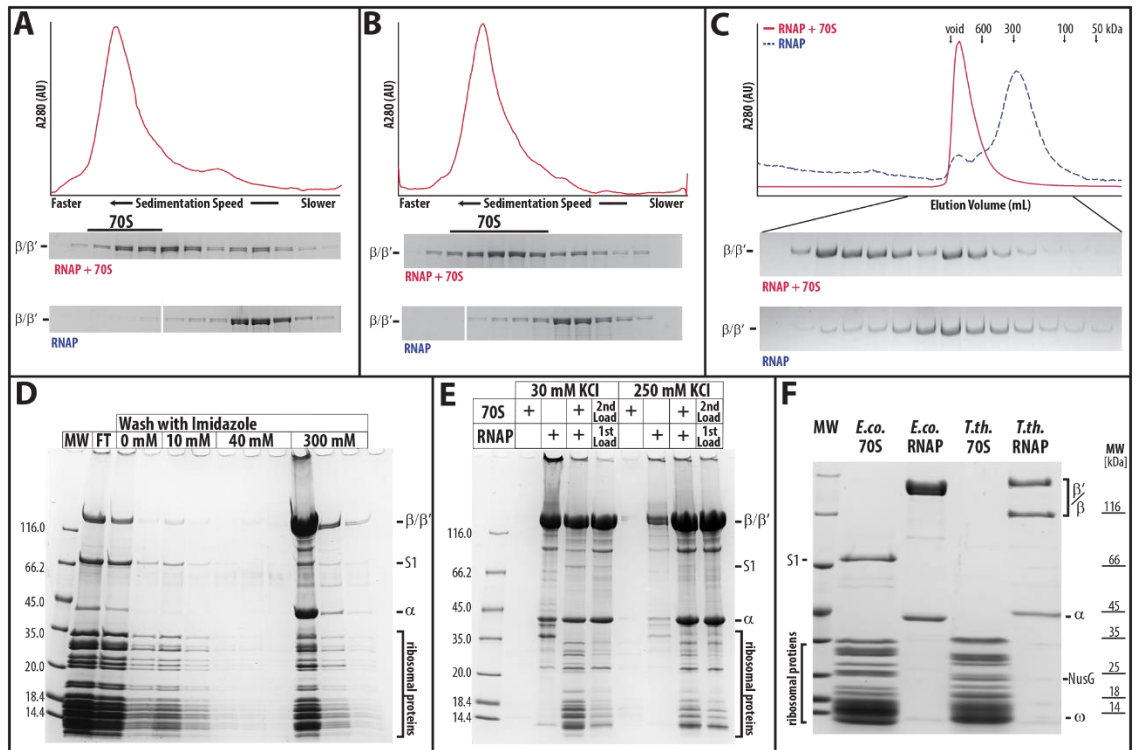 A
A280 (AU)
Faster
Sedimentation Speed
Slower
70S
β/β′
RNAP + 70S
β/β′
RNAP
B
A280 (AU)
Faster
Sedimentation Speed
Slower
70S
β/β′
RNAP + 70S
β/β′
RNAP
C
RNAP + 70S
RNAP
void 600 300 100 50 kDa
A280 (AU)
Elution Volume (mL)
β/β′
RNAP + 70S
β/β′
RNAP
D
Wash with Imidazole
MW FT 0 mM 10 mM 40 mM 300 mM
116.0
66.2
45.0
35.0
20.0
18.4
14.4
β/β′
S1
α
ribosomal proteins
E
30 mM KCl 250 mM KCl
70S + + 2nd Load + + 2nd Load
RNAP + + 1st Load + + 1st Load
116.0
66.2
45.0
35.0
20.0
18.4
14.4
β/β′
S1
α
ribosomal proteins
F
MW E.co. 70S E.co. RNAP T.th. 70S T.th. RNAP
MW [kDa]
S1
ribosomal protiens
β′/β
α
NusG
ω
116
66
45
35
25
18
14